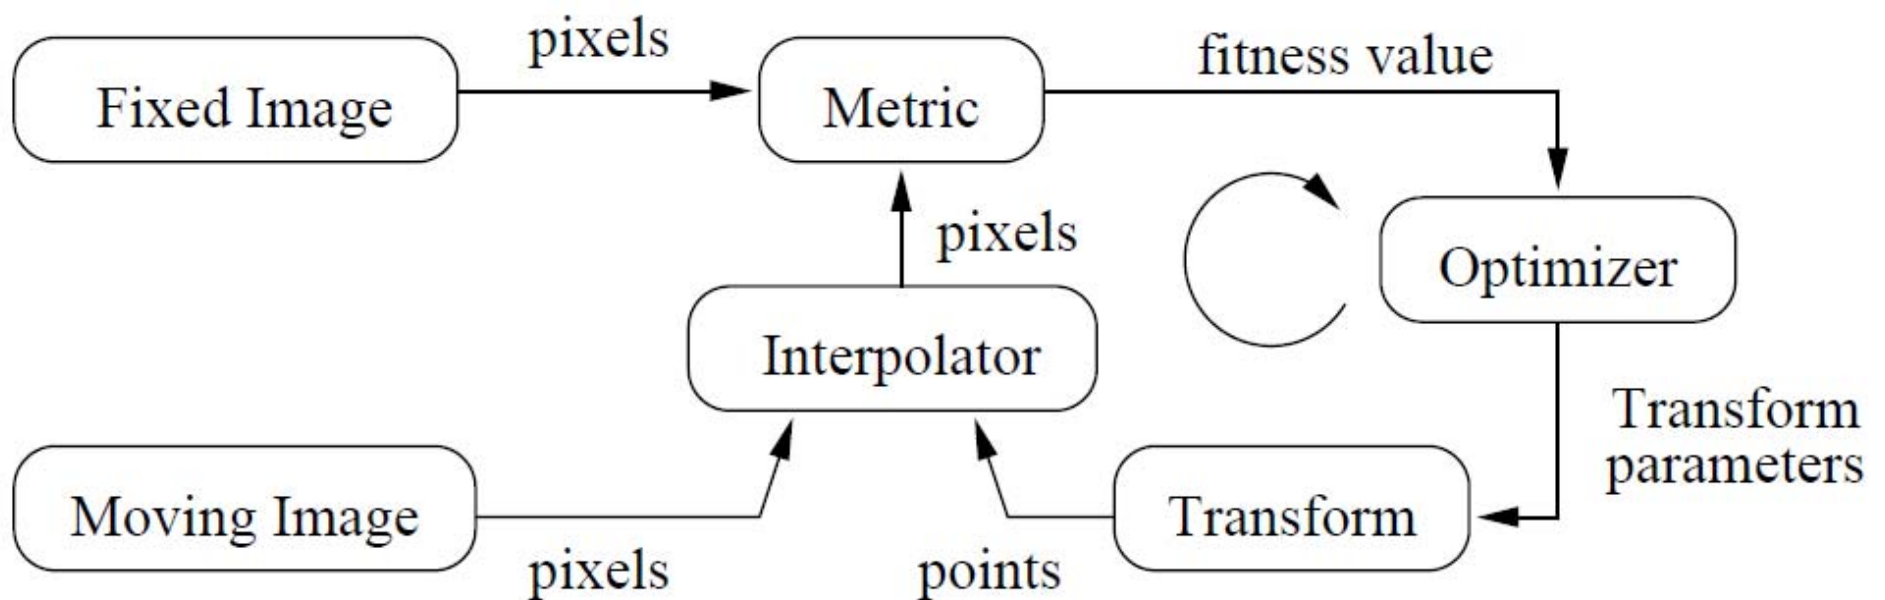 pixels
fitness value
Fixed Image
Metric
pixels
Optimizer
Interpolator
Transform
parameters
Moving Image
Transform
pixels
points